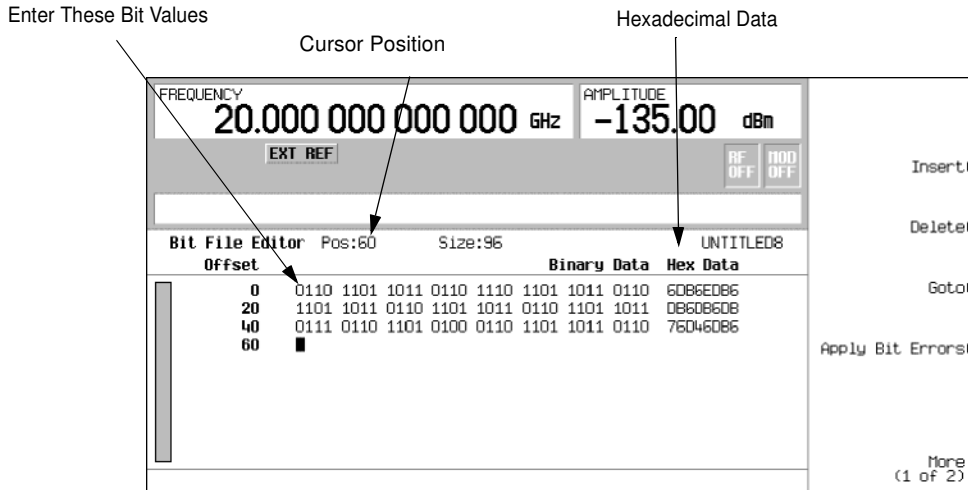 Enter These Bit Values
Cursor Position
Hexadecimal Data
FREQUENCY
20.000 000 000 000 GHz
AMPLITUDE
-135.00 dBm
EXT REF
RF OFF
MOD OFF
Insert
Delete
Goto
Apply Bit Errors
More
(1 of 2)
Bit File Editor Pos:60 Size:96 UNTITLED8
Offset Binary Data Hex Data
0 0110 1101 1011 0110 1110 1101 1011 0110 6DB6EDB6
20 1101 1011 0110 1101 1011 0110 1101 1011 DB6DB6DB
40 0111 0110 1101 0100 0110 1101 1011 0110 76D46DB6
60